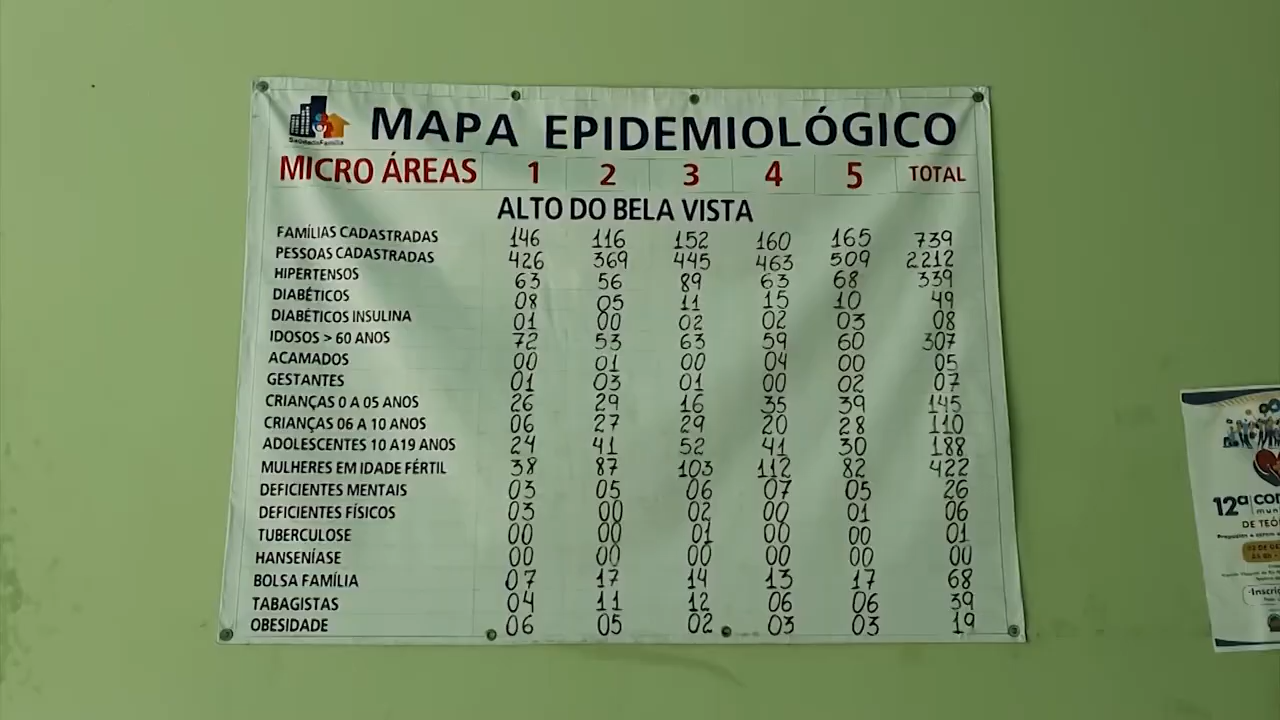 SaúdedaFamília
MAPA EPIDEMIOLÓGICO
MICRO ÁREAS 1 2 3 4 5 TOTAL
ALTO DO BELA VISTA
FAMÍLIAS CADASTRADAS 146 116 152 160 165 739
PESSOAS CADASTRADAS 426 369 445 463 509 2212
HIPERTENSOS 63 56 89 63 68 339
DIABÉTICOS 08 05 11 15 10 49
DIABÉTICOS INSULINA 01 00 02 02 03 08
IDOSOS > 60 ANOS 72 53 63 59 60 307
ACAMADOS 00 01 00 04 00 05
GESTANTES 01 03 01 00 02 07
CRIANÇAS 0 A 05 ANOS 26 29 16 35 39 145
CRIANÇAS 06 A 10 ANOS 06 27 29 20 28 110
ADOLESCENTES 10 A19 ANOS 24 41 52 41 30 188
MULHERES EM IDADE FÉRTIL 38 87 103 112 82 422
DEFICIENTES MENTAIS 03 05 06 07 05 26
DEFICIENTES FÍSICOS 03 00 02 00 01 06
TUBERCULOSE 00 00 01 00 00 01
HANSENÍASE 00 00 00 00 00 00
BOLSA FAMÍLIA 07 17 14 13 17 68
TABAGISTAS 04 11 12 06 06 39
OBESIDADE 06 05 02 03 03 19
12ª CON
muni
DE TEÓ